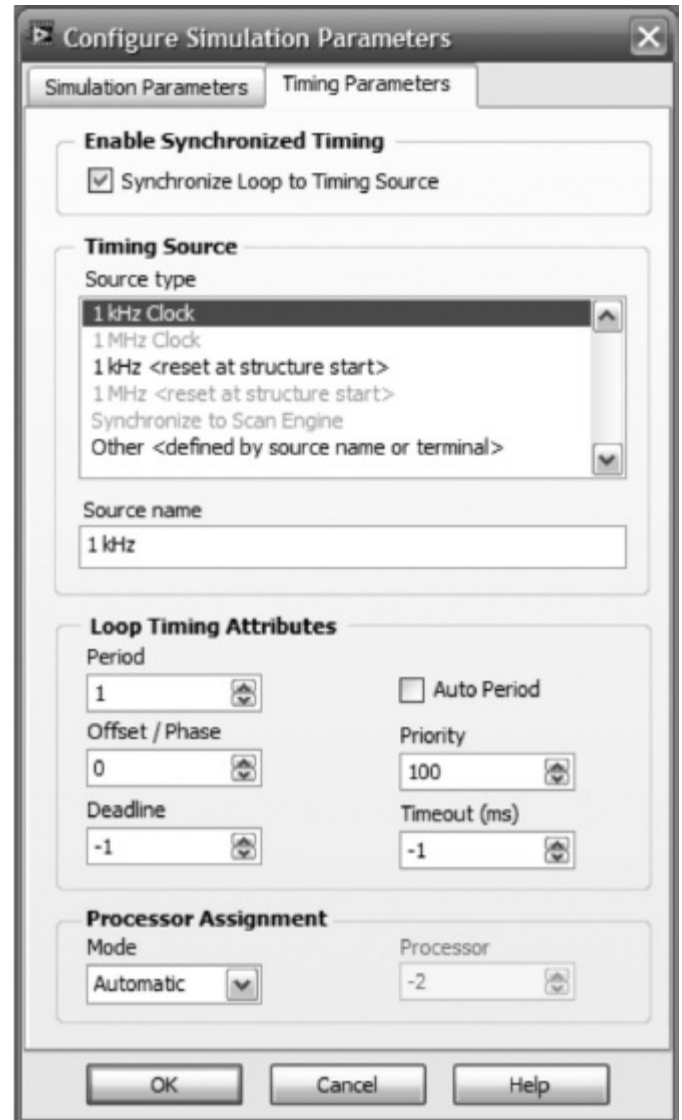 Configure Simulation Parameters
Simulation Parameters Timing Parameters
Enable Synchronized Timing
Synchronize Loop to Timing Source
Timing Source
Source type
1 kHz Clock
1 MHz Clock
1 kHz <reset at structure start>
1 MHz <reset at structure start>
Synchronize to Scan Engine
Other <defined by source name or terminal>
Source name
1 kHz
Loop Timing Attributes
Period
1
Auto Period
Offset / Phase
0
Priority
100
Deadline
-1
Timeout (ms)
-1
Processor Assignment
Mode
Automatic
Processor
-2
OK Cancel Help